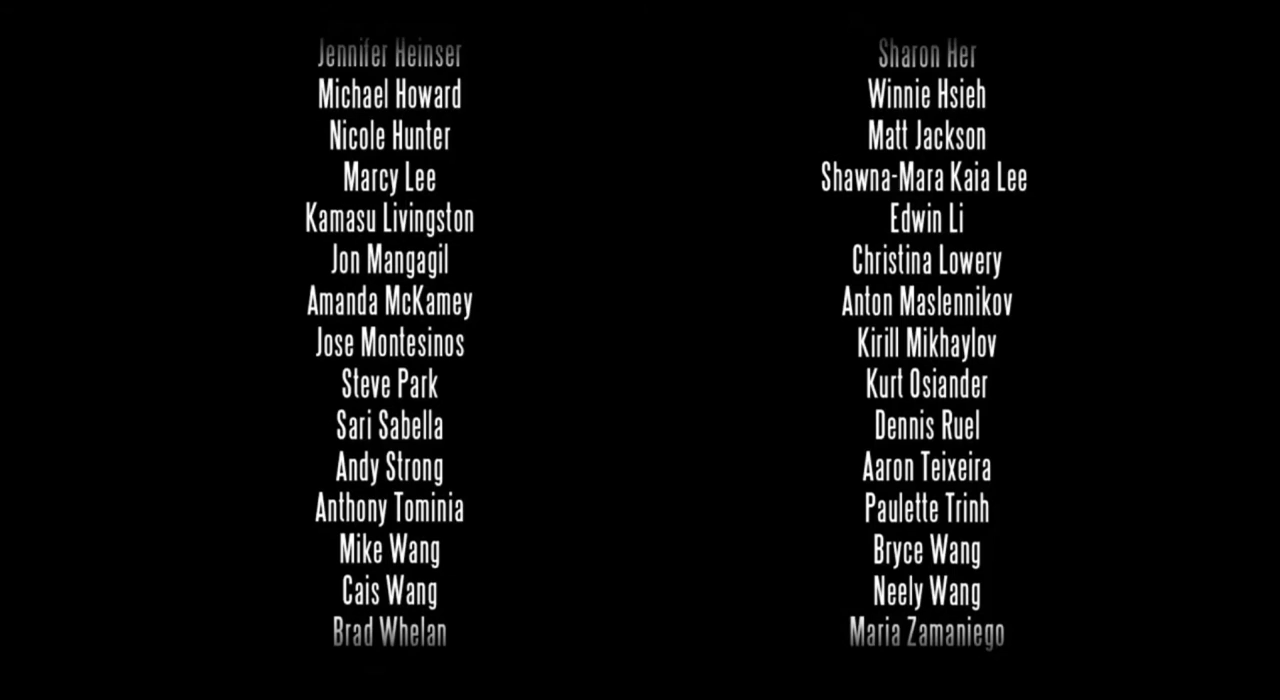 Jennifer Heinser
Michael Howard
Nicole Hunter
Marcy Lee
Kamasu Livingston
Jon Mangagil
Amanda McKamey
Jose Montesinos
Steve Park
Sari Sabella
Andy Strong
Anthony Tominia
Mike Wang
Cais Wang
Brad Whelan
Sharon Her
Winnie Hsieh
Matt Jackson
Shawna-Mara Kaia Lee
Edwin Li
Christina Lowery
Anton Maslennikov
Kirill Mikhaylov
Kurt Osiander
Dennis Ruel
Aaron Teixeira
Paulette Trinh
Bryce Wang
Neely Wang
Maria Zamaniego